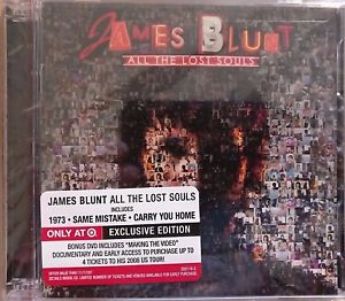 JAMES BLUNT
ALL THE LOST SOULS
JAMES BLUNT ALL THE LOST SOULS
INCLUDES
1973 • SAME MISTAKE • CARRY YOU HOME
ONLY AT EXCLUSIVE EDITION
BONUS DVD INCLUDES "MAKING THE VIDEO"
DOCUMENTARY AND EARLY ACCESS TO PURCHASE UP TO
4 TICKETS TO HIS 2008 US TOUR!